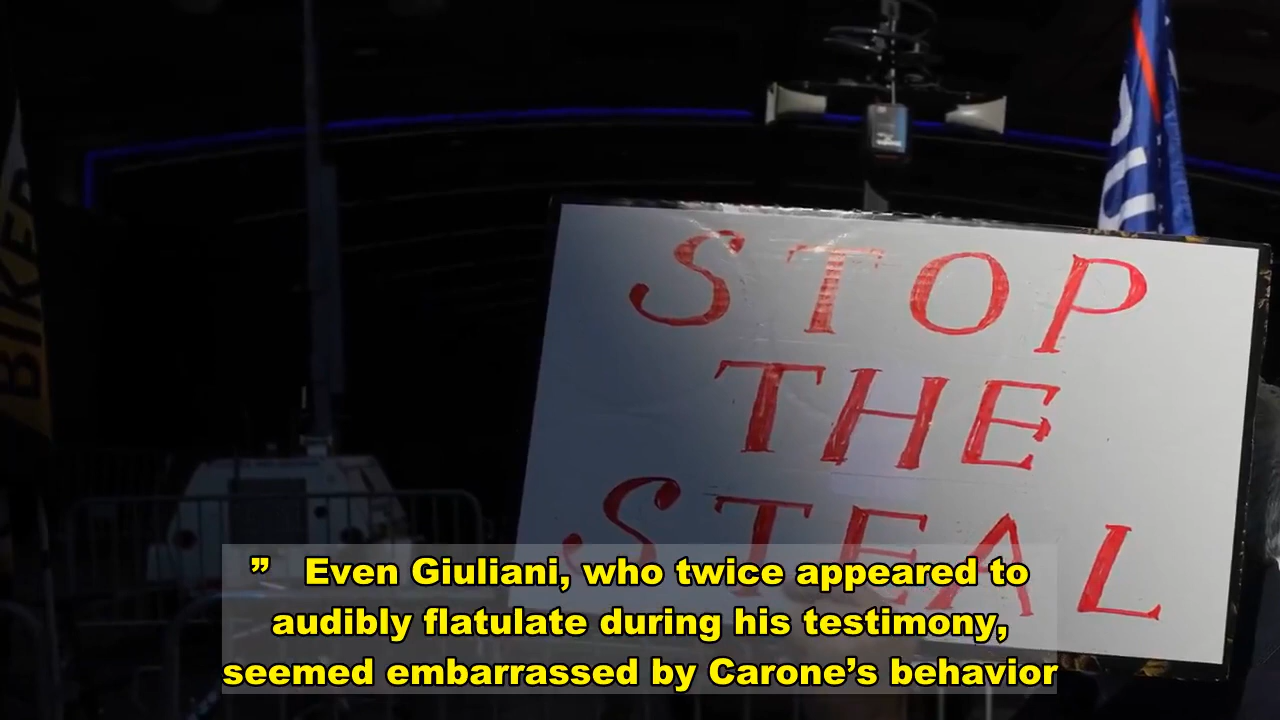 BIKER
STOP
THE
STEAL
” Even Giuliani, who twice appeared to
audibly flatulate during his testimony,
seemed embarrassed by Carone’s behavior